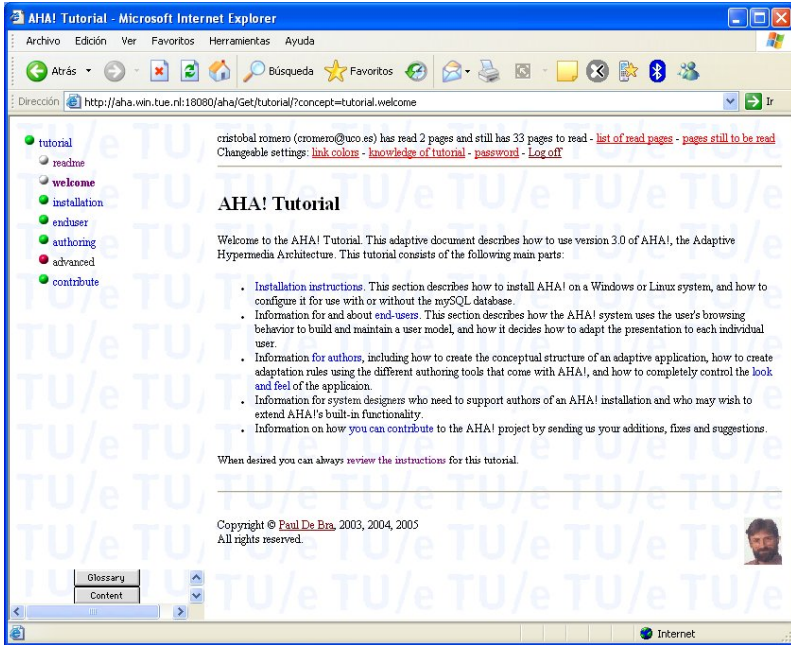 AHA! Tutorial - Microsoft Internet Explorer
Archivo Edición Ver Favoritos Herramientas Ayuda
Atrás Búsqueda Favoritos
Dirección http://aha.win.tue.nl:18080/aha/Get/tutorial/?concept=tutorial.welcome Ir
tutorial
readme
welcome
installation
enduser
authoring
advanced
contribute
Glossary
Content
cristobal romero (cromero@uco.es) has read 2 pages and still has 33 pages to read - list of read pages - pages still to be read
Changeable settings: link colors - knowledge of tutorial - password - Log off
AHA! Tutorial
Welcome to the AHA! Tutorial. This adaptive document describes how to use version 3.0 of AHA!, the Adaptive
Hypermedia Architecture. This tutorial consists of the following main parts:
• Installation instructions. This section describes how to install AHA! on a Windows or Linux system, and how to
configure it for use with or without the mySQL database.
• Information for and about end-users. This section describes how the AHA! system uses the user's browsing
behavior to build and maintain a user model, and how it decides how to adapt the presentation to each individual
user.
• Information for authors, including how to create the conceptual structure of an adaptive application, how to create
adaptation rules using the different authoring tools that come with AHA!, and how to completely control the look
and feel of the applicaion.
• Information for system designers who need to support authors of an AHA! installation and who may wish to
extend AHA!'s built-in functionality.
• Information on how you can contribute to the AHA! project by sending us your additions, fixes and suggestions.
When desired you can always review the instructions for this tutorial.
Copyright © Paul De Bra, 2003, 2004, 2005
All rights reserved.
TU/e
Internet